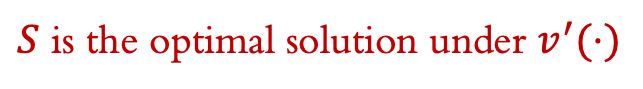 S is the optimal solution under v′(·)